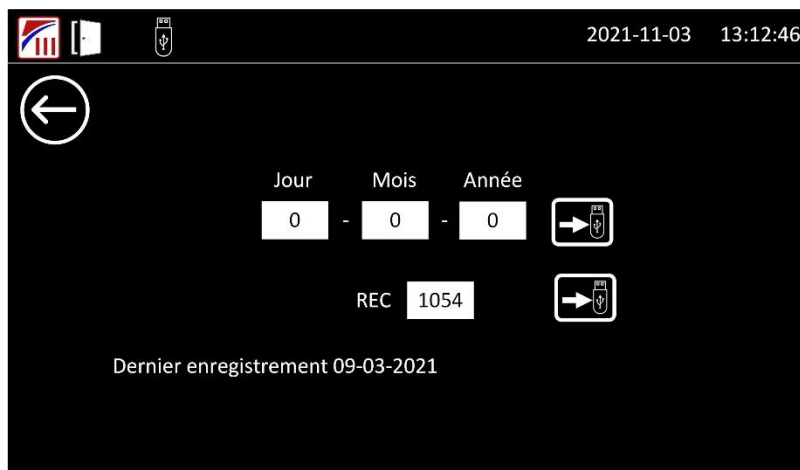 2021-11-03 13:12:46
Jour Mois Année
0 - 0 - 0
REC 1054
Dernier enregistrement 09-03-2021